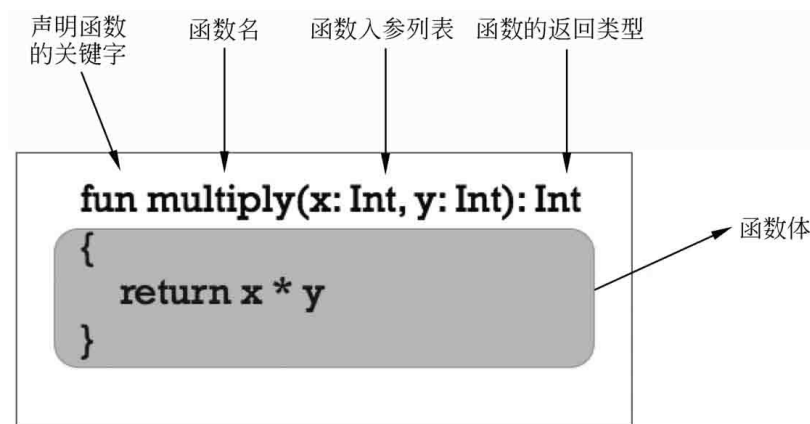 声明函数
的关键字
函数名
函数入参列表
函数的返回类型
fun multiply(x: Int, y: Int): Int
{
return x * y
}
函数体